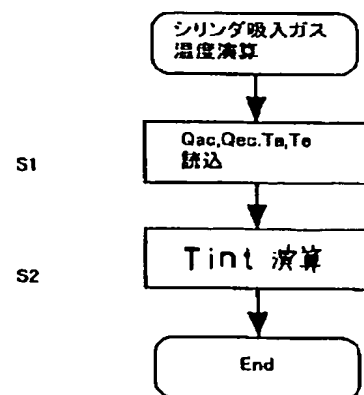 シリンダ吸入ガス
温度演算
S1
Qac,Qec.Ta,Te
読込
S2
Tint 演算
End